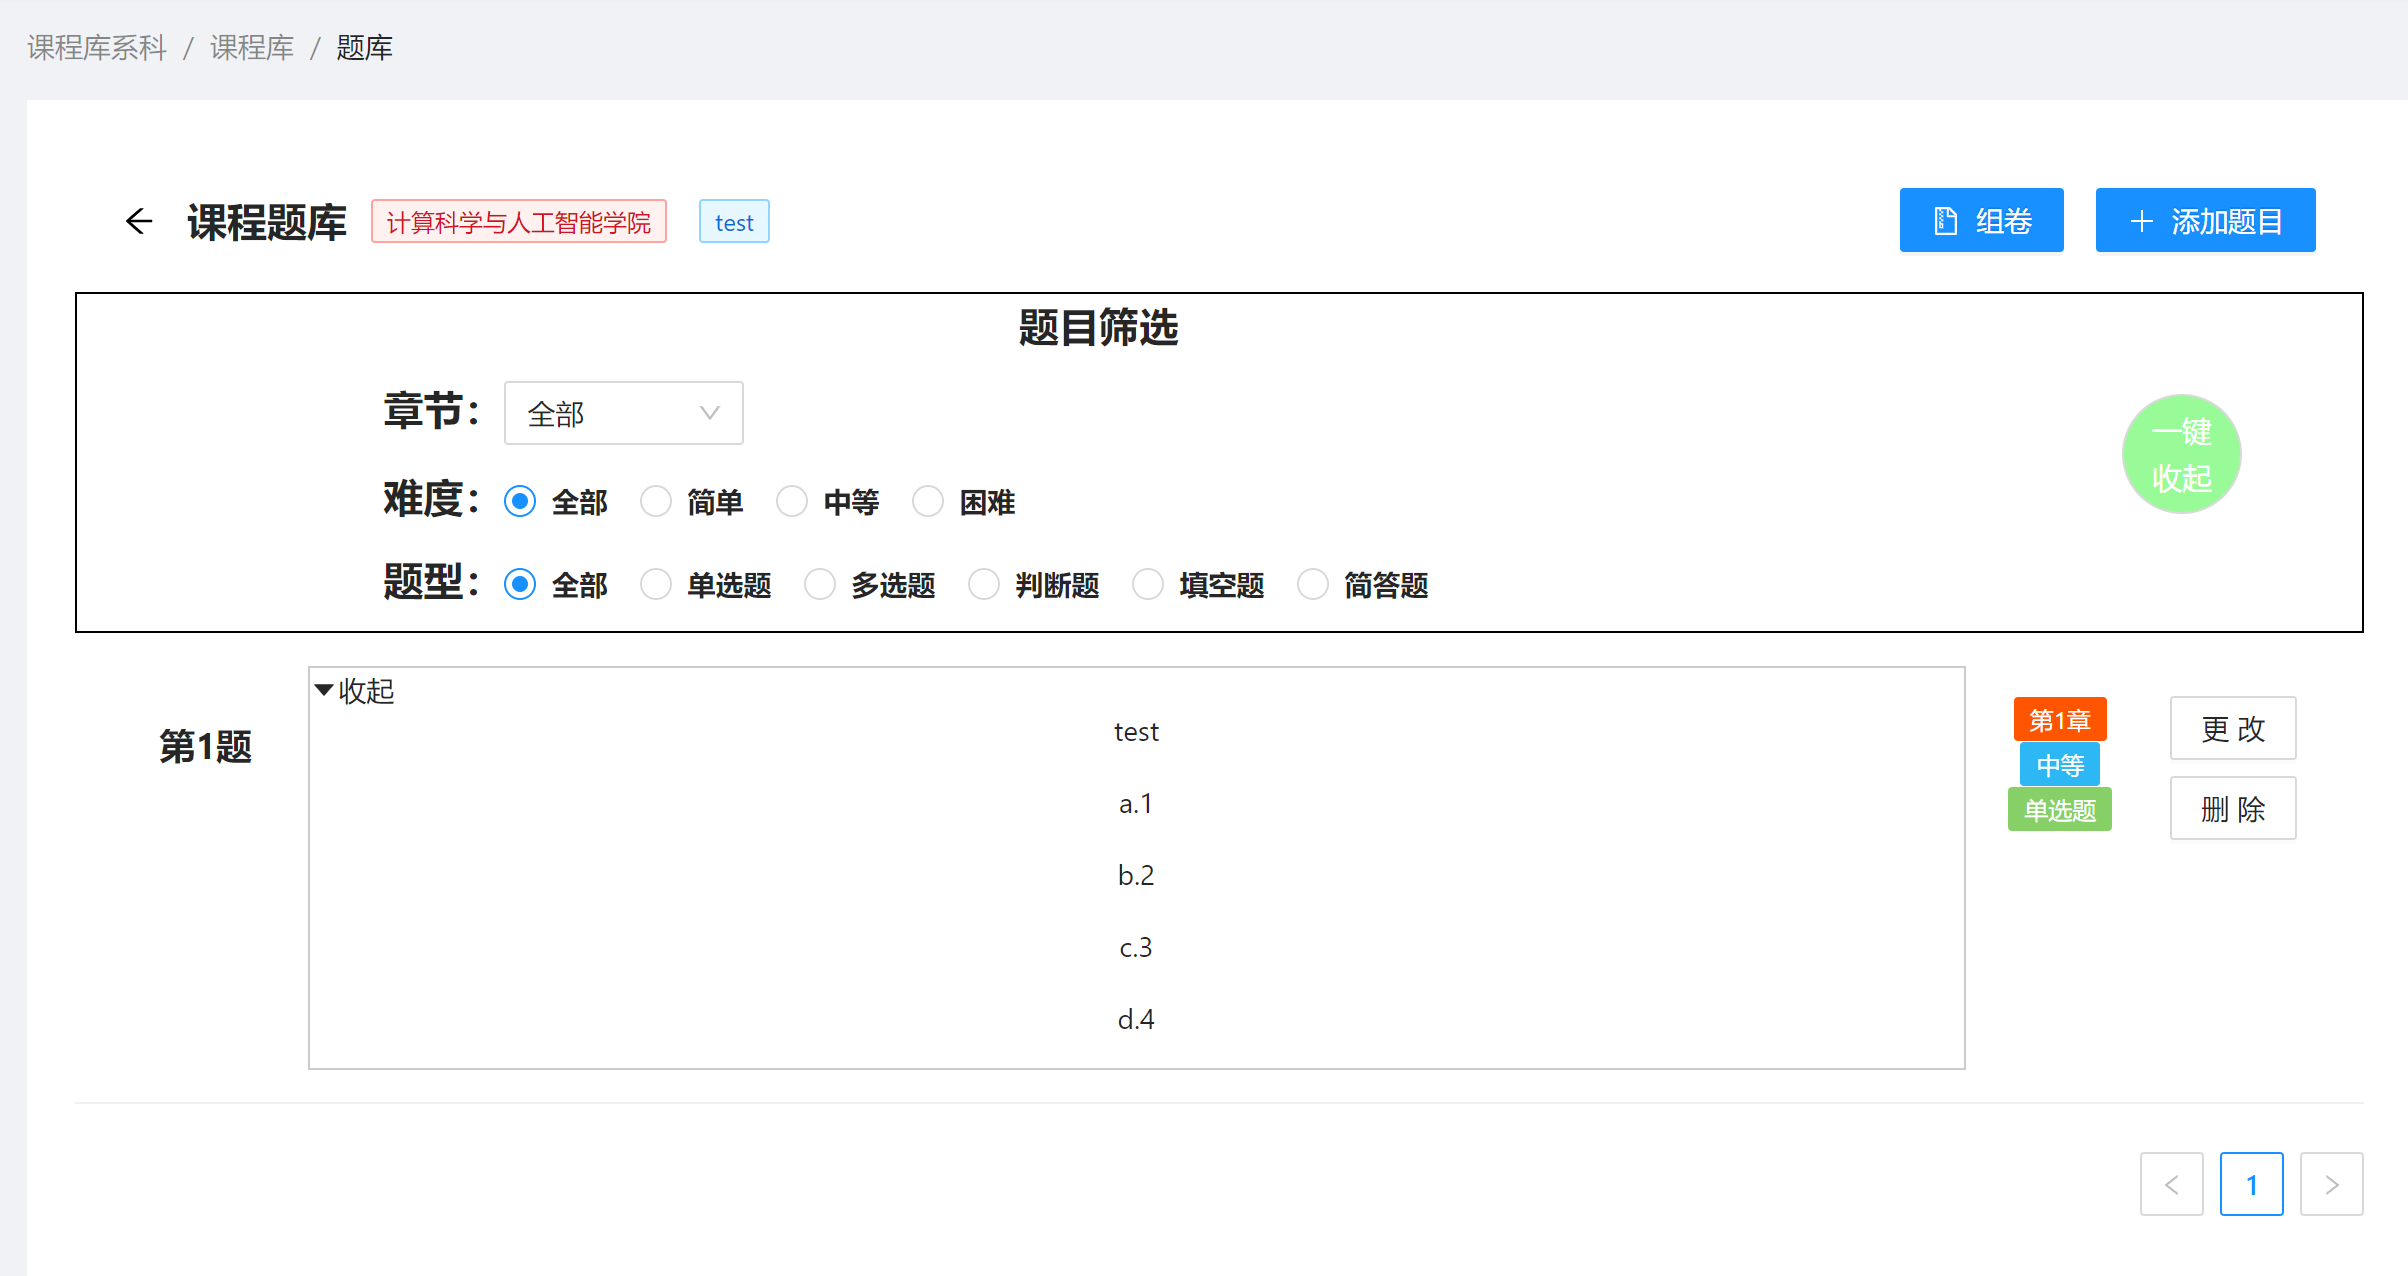 课程库系科 / 课程库 / 题库
课程题库 计算科学与人工智能学院 test 组卷 添加题目
题目筛选
章节： 全部
一键
收起
难度： 全部 简单 中等 困难
题型： 全部 单选题 多选题 判断题 填空题 简答题
收起
第1题
test
a.1
b.2
c.3
d.4
第1章
中等
单选题
更 改
删 除
< 1 >